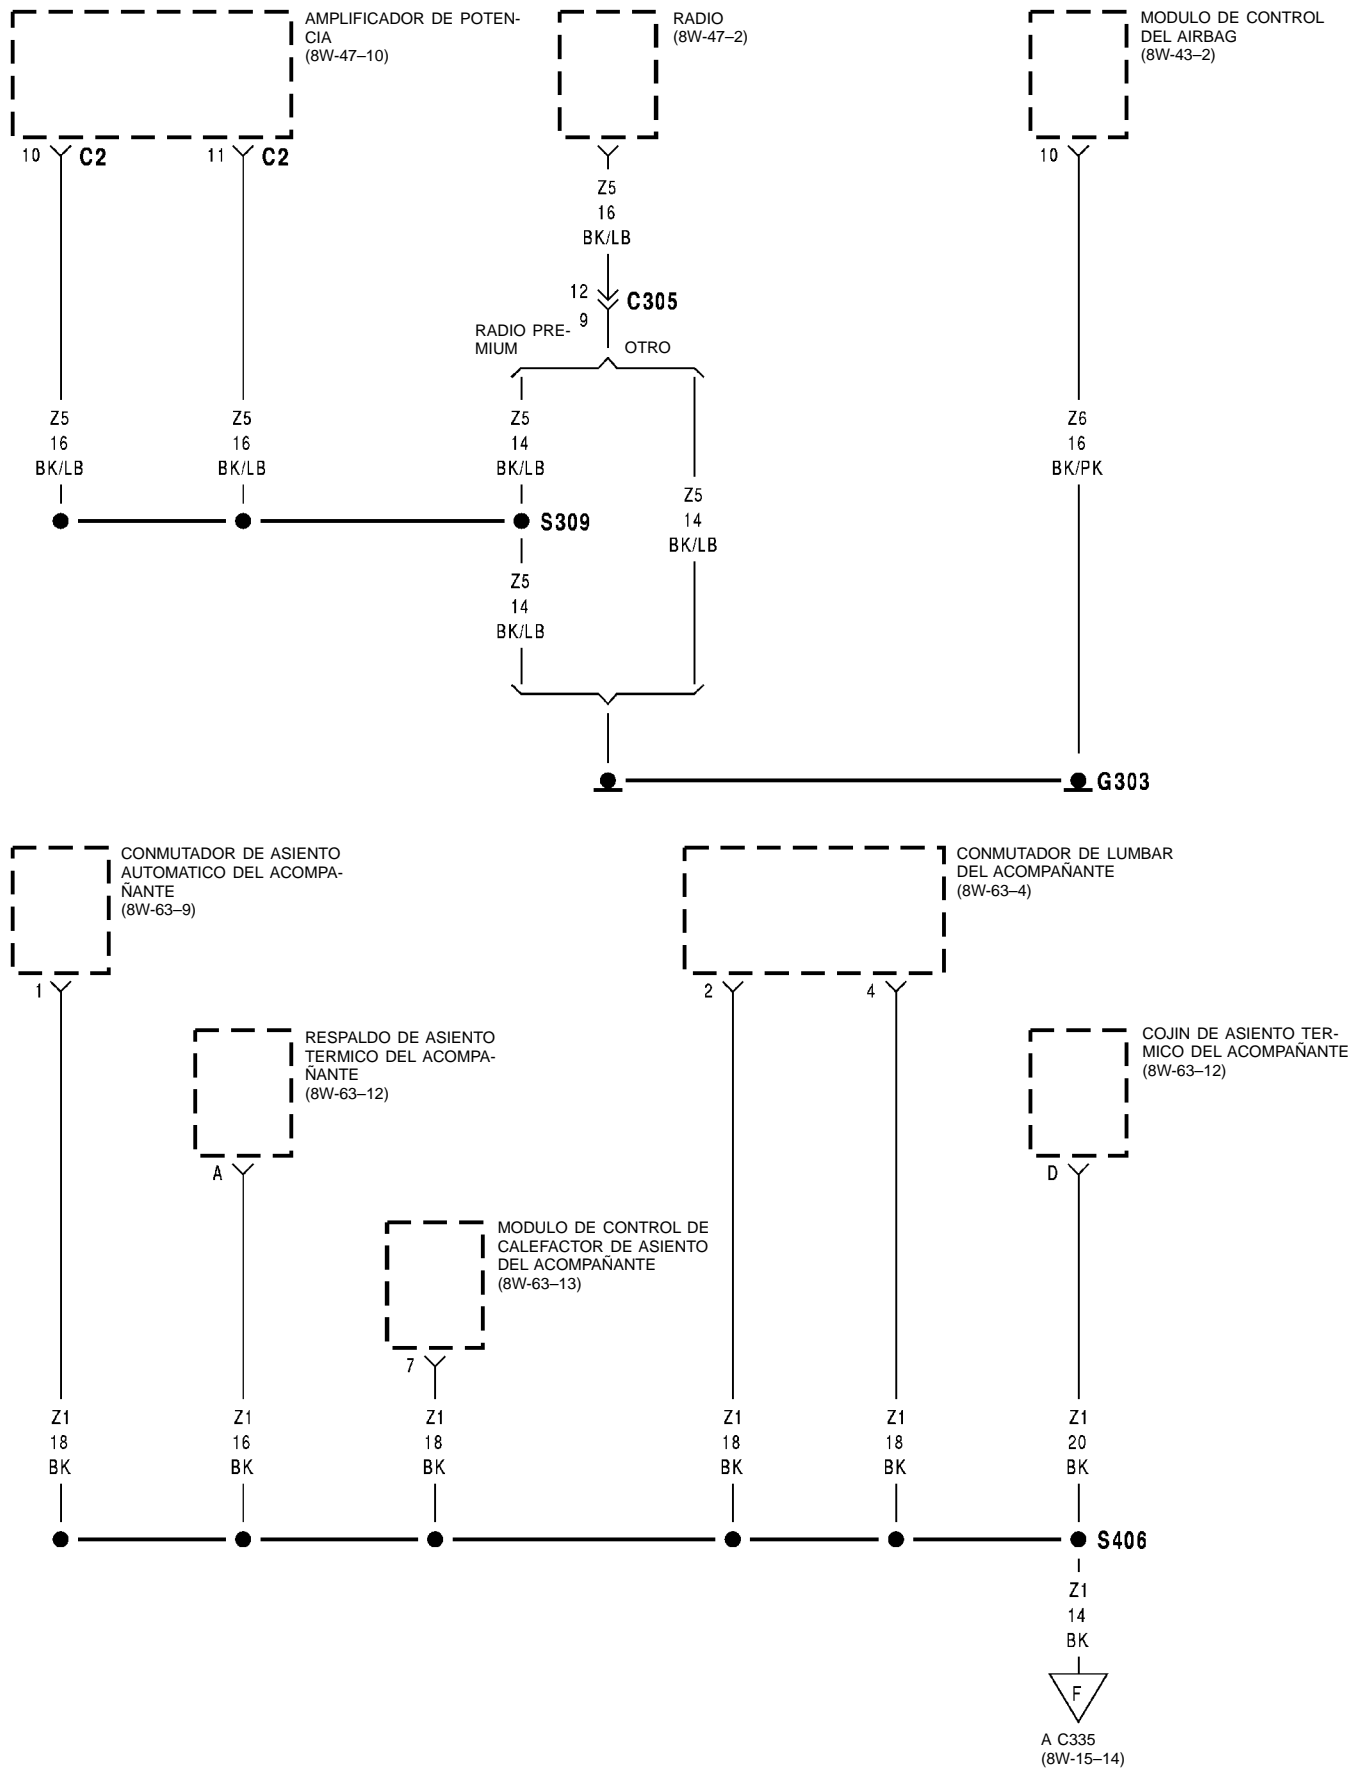 AMPLIFICADOR DE POTEN-
CIA
(8W-47–10)
RADIO
(8W-47–2)
MODULO DE CONTROL
DEL AIRBAG
(8W-43–2)
10 C2
11 C2
10
Z5
16
BK/LB
12
C305
9
RADIO PRE-
MIUM
OTRO
Z5
16
BK/LB
Z5
16
BK/LB
Z5
14
BK/LB
Z5
14
BK/LB
Z6
16
BK/PK
S309
Z5
14
BK/LB
G303
CONMUTADOR DE ASIENTO
AUTOMATICO DEL ACOMPA-
ÑANTE
(8W-63–9)
CONMUTADOR DE LUMBAR
DEL ACOMPAÑANTE
(8W-63–4)
1
2
4
RESPALDO DE ASIENTO
TERMICO DEL ACOMPA-
ÑANTE
(8W-63–12)
COJIN DE ASIENTO TER-
MICO DEL ACOMPAÑANTE
(8W-63–12)
A
D
MODULO DE CONTROL DE
CALEFACTOR DE ASIENTO
DEL ACOMPAÑANTE
(8W-63–13)
7
Z1
18
BK
Z1
16
BK
Z1
18
BK
Z1
18
BK
Z1
18
BK
Z1
20
BK
S406
Z1
14
BK
F
A C335
(8W-15–14)